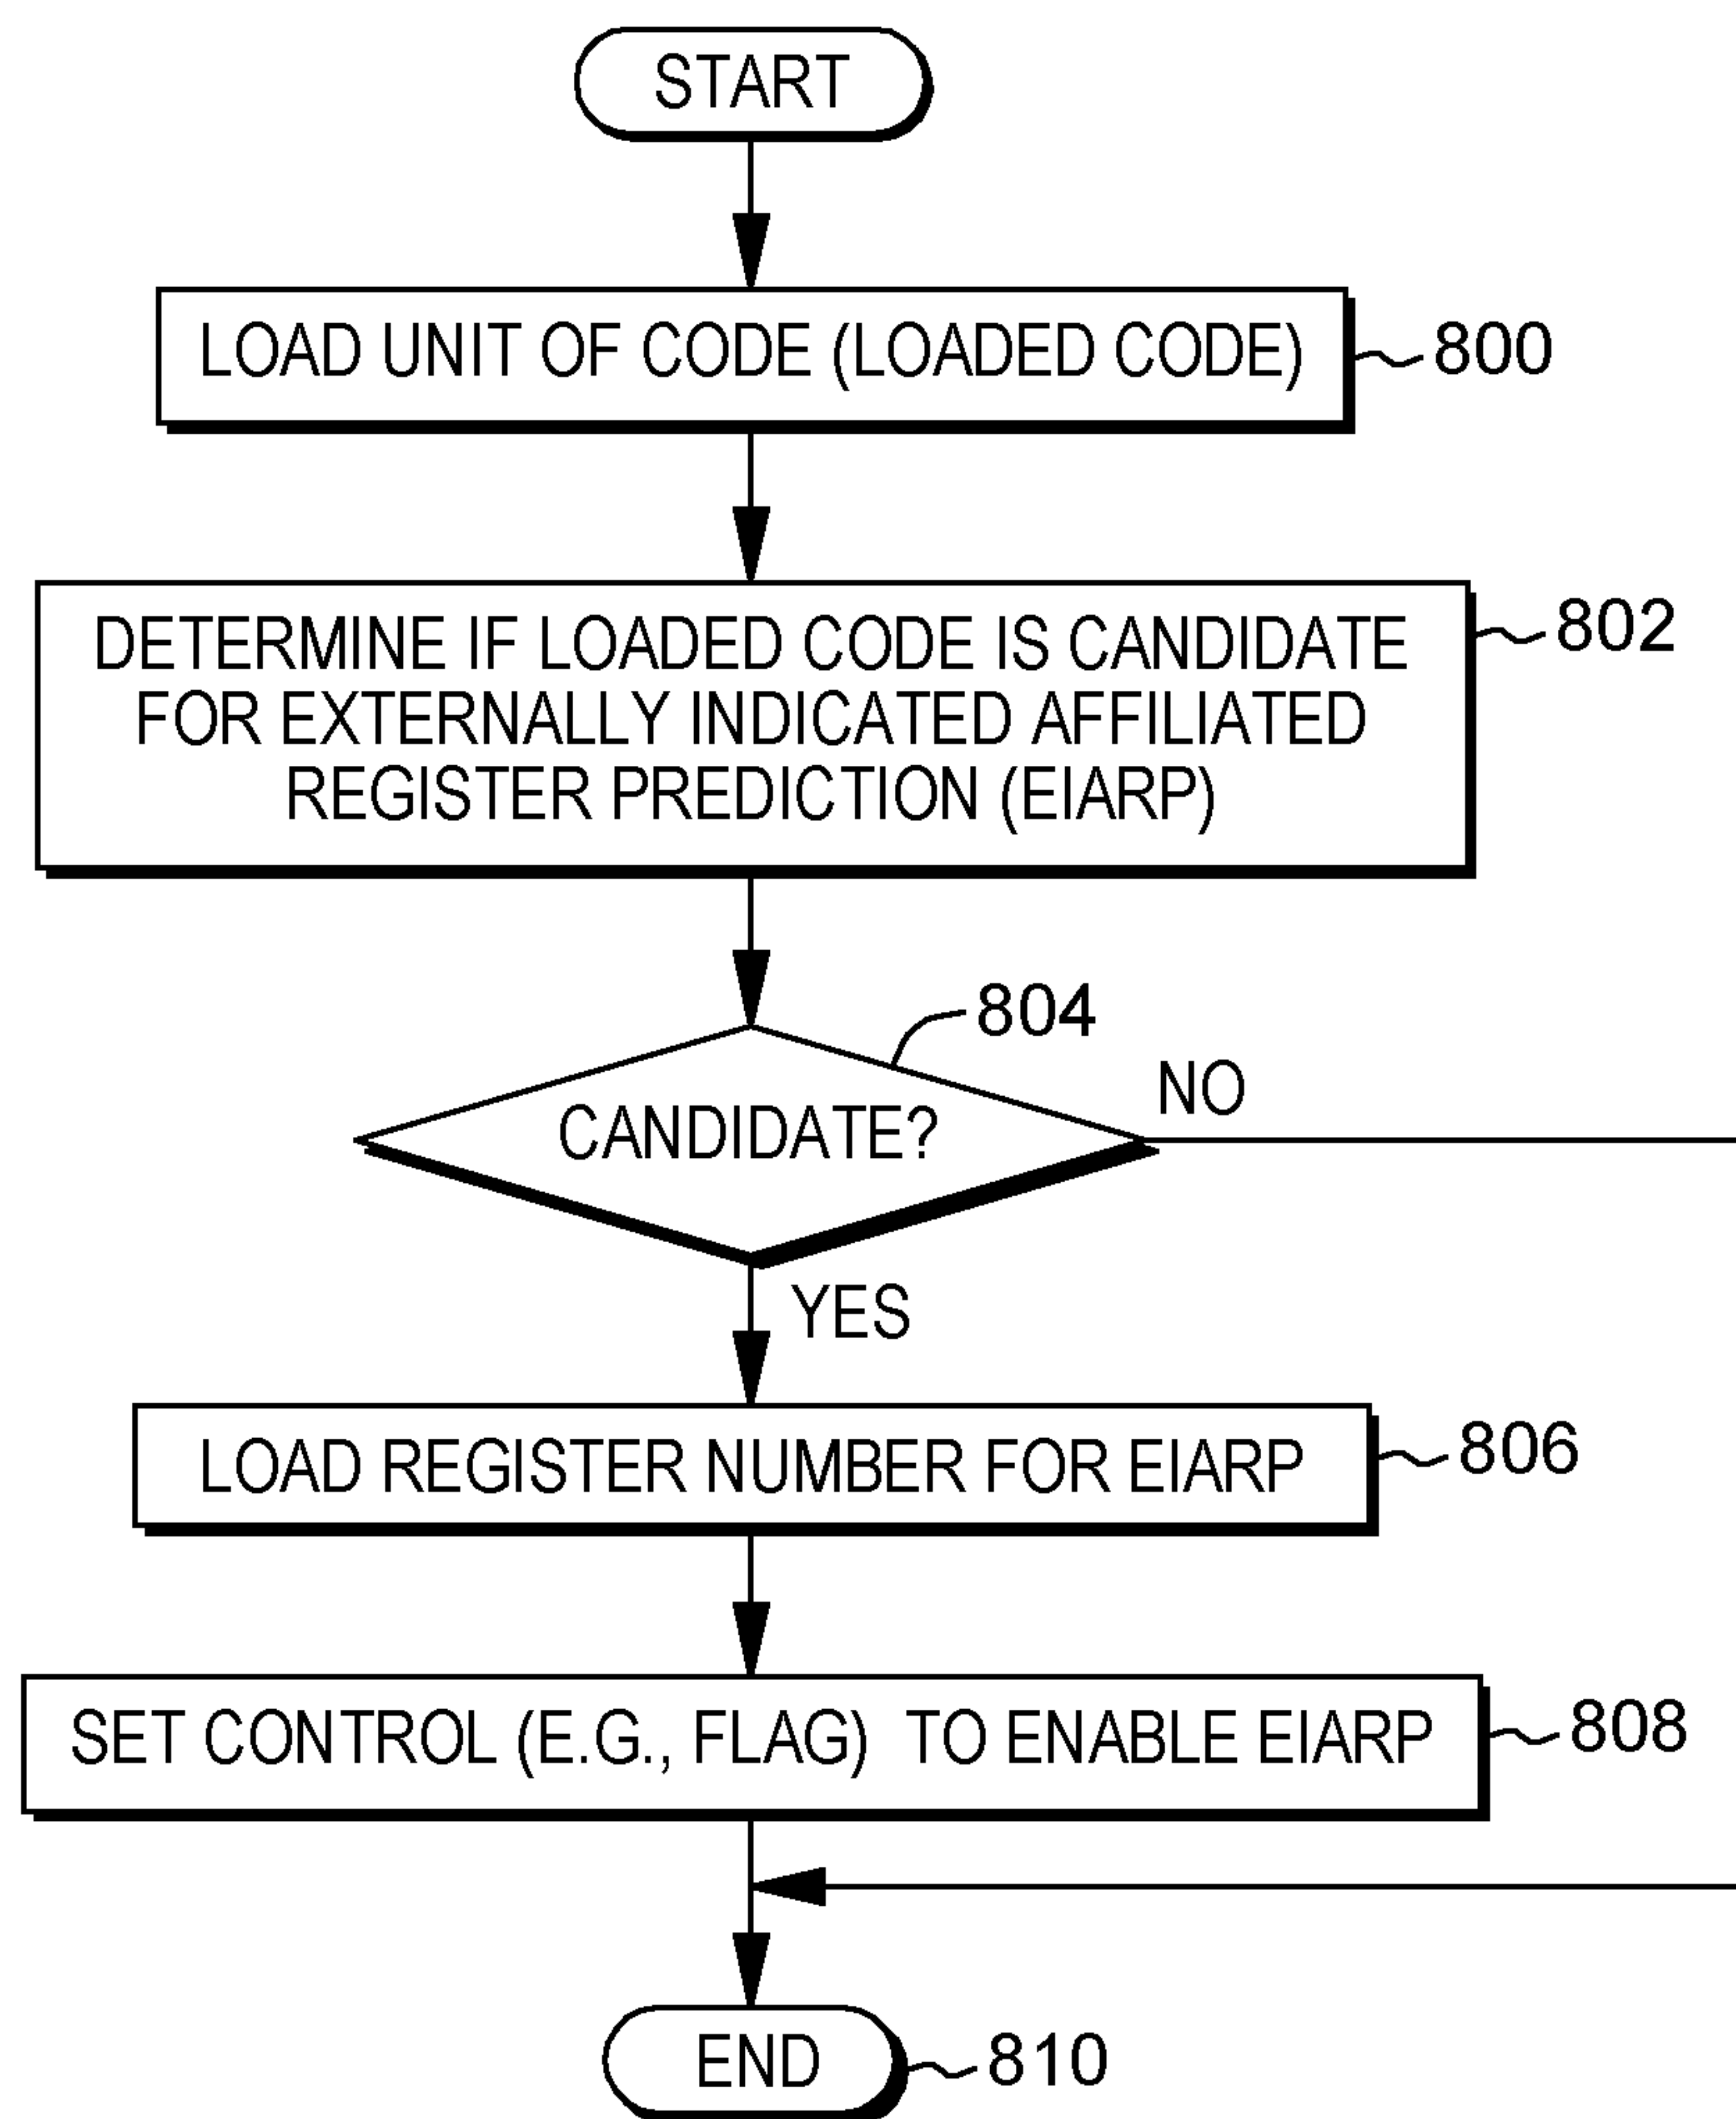 START
LOAD UNIT OF CODE (LOADED CODE)
800
DETERMINE IF LOADED CODE IS CANDIDATE
FOR EXTERNALLY INDICATED AFFILIATED
REGISTER PREDICTION (EIARP)
802
804
CANDIDATE?
NO
YES
LOAD REGISTER NUMBER FOR EIARP
806
SET CONTROL (E.G., FLAG) TO ENABLE EIARP
808
END
810